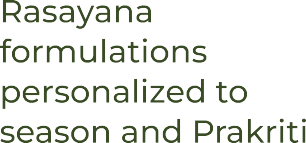 Rasayana
formulations
personalized to
season and Prakriti